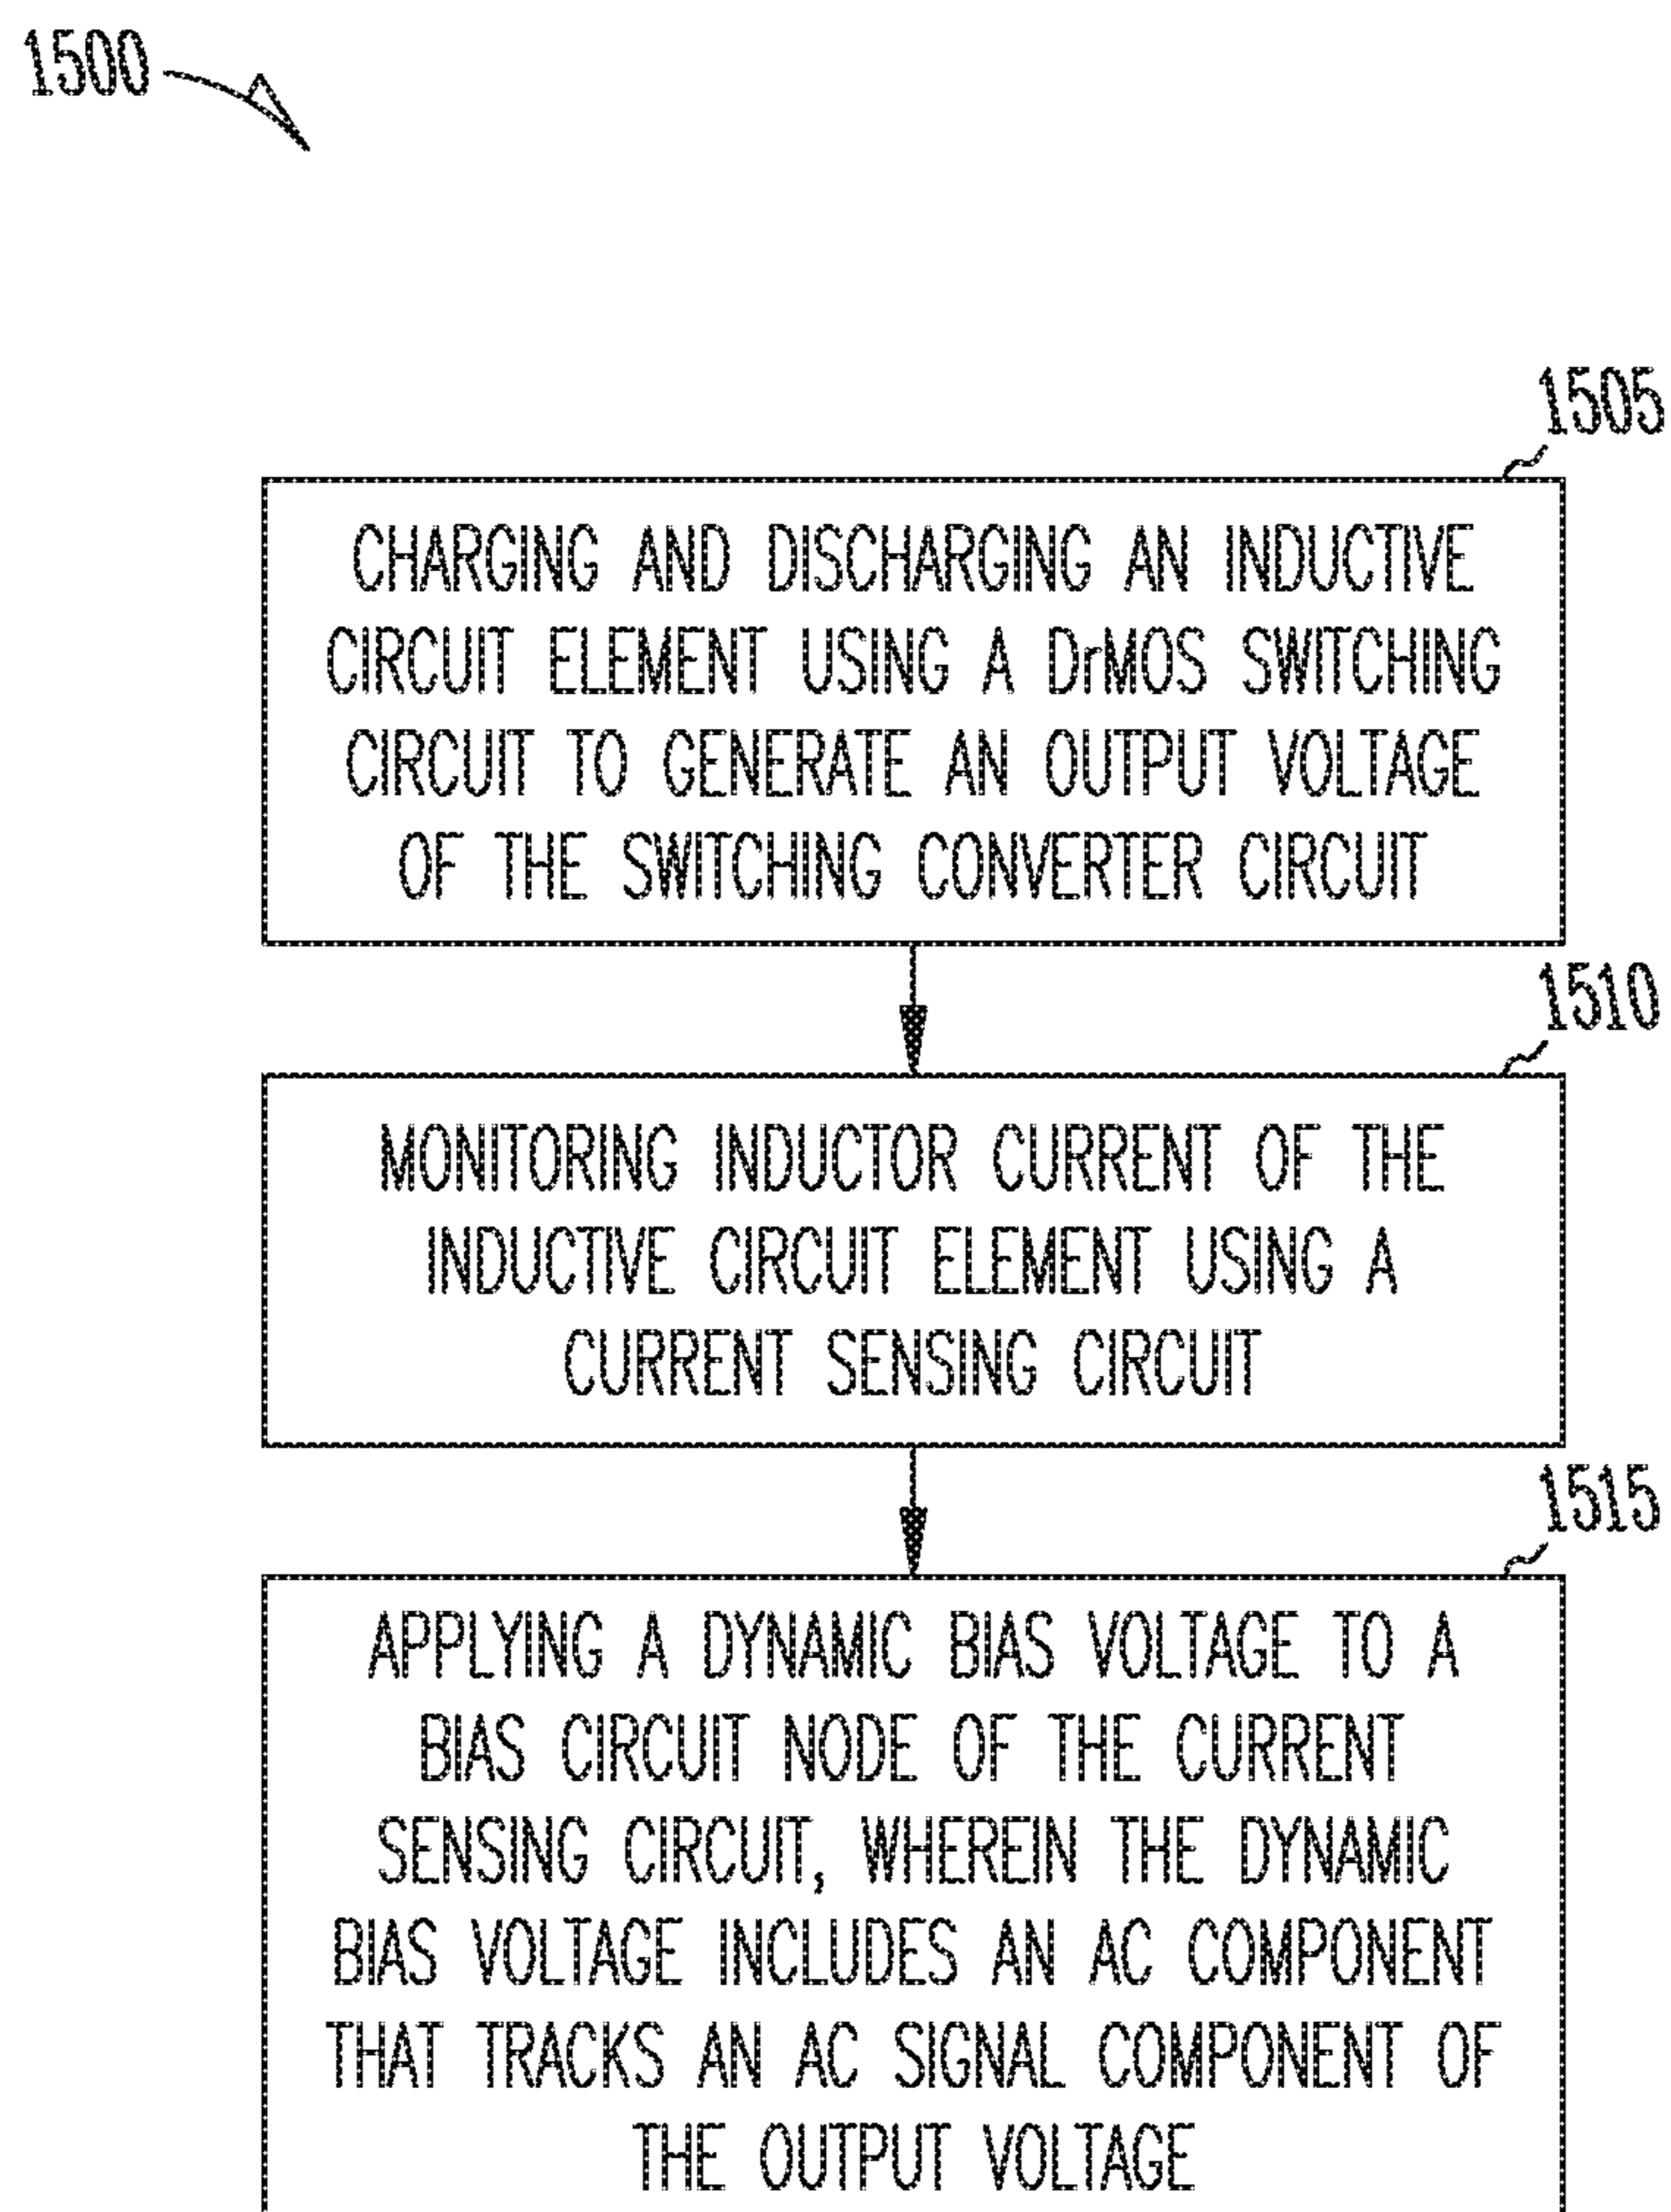 1500
1505
CHARGING AND DISCHARGING AN INDUCTIVE
CIRCUIT ELEMENT USING A DrMOS SWITCHING
CIRCUIT TO GENERATE AN OUTPUT VOLTAGE
OF THE SWITCHING CONVERTER CIRCUIT
1510
MONITORING INDUCTOR CURRENT OF THE
INDUCTIVE CIRCUIT ELEMENT USING A
CURRENT SENSING CIRCUIT
1515
APPLYING A DYNAMIC BIAS VOLTAGE TO A
BIAS CIRCUIT NODE OF THE CURRENT
SENSING CIRCUIT, WHEREIN THE DYNAMIC
BIAS VOLTAGE INCLUDES AN AC COMPONENT
THAT TRACKS AN AC SIGNAL COMPONENT OF
THE OUTPUT VOLTAGE